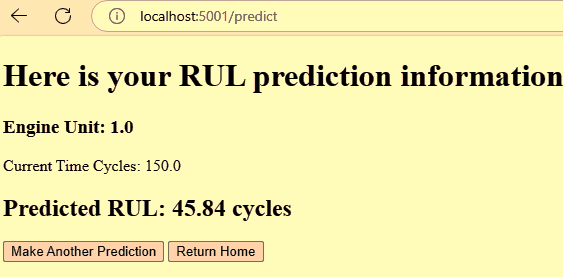 localhost:5001/predict
Here is your RUL prediction information
Engine Unit: 1.0
Current Time Cycles: 150.0
Predicted RUL: 45.84 cycles
Make Another Prediction Return Home